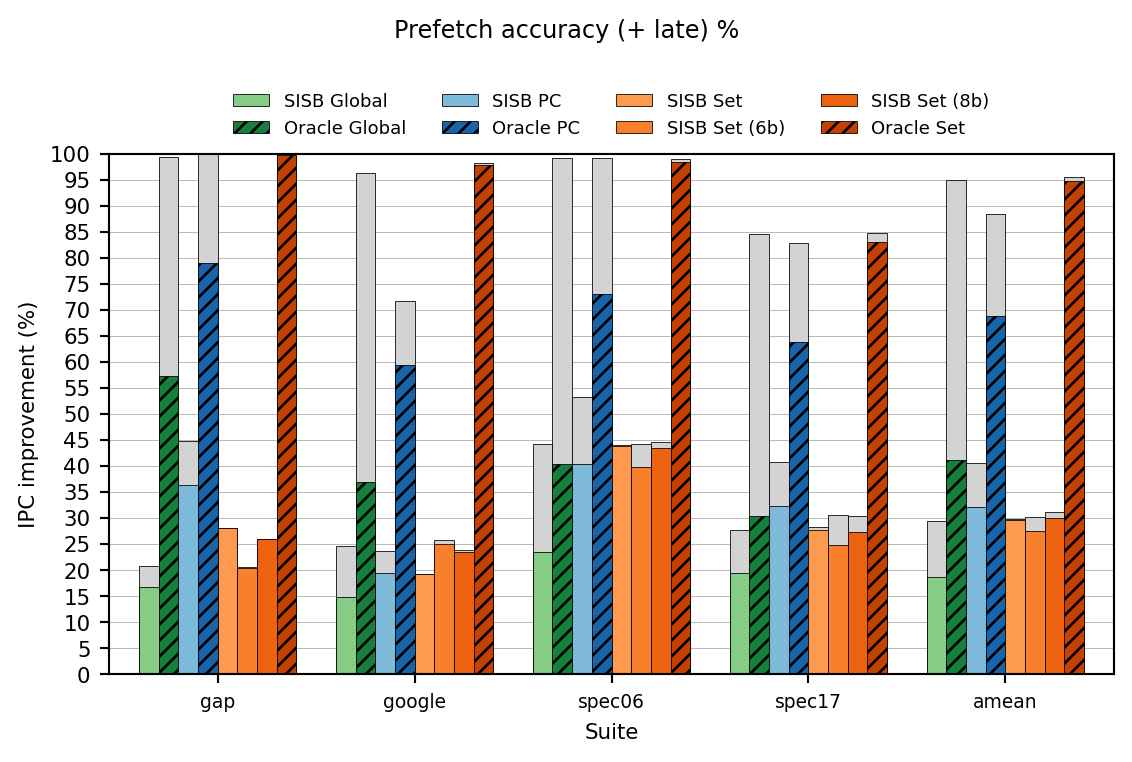 Prefetch accuracy (+ late) %
SISB Global
SISB PC
SISB Set
SISB Set (8b)
Oracle Global
Oracle PC
SISB Set (6b)
Oracle Set
IPC improvement (%)
100
95
90
85
80
75
70
65
60
55
50
45
40
35
30
25
20
15
10
5
0
gap google spec06 spec17 amean
Suite